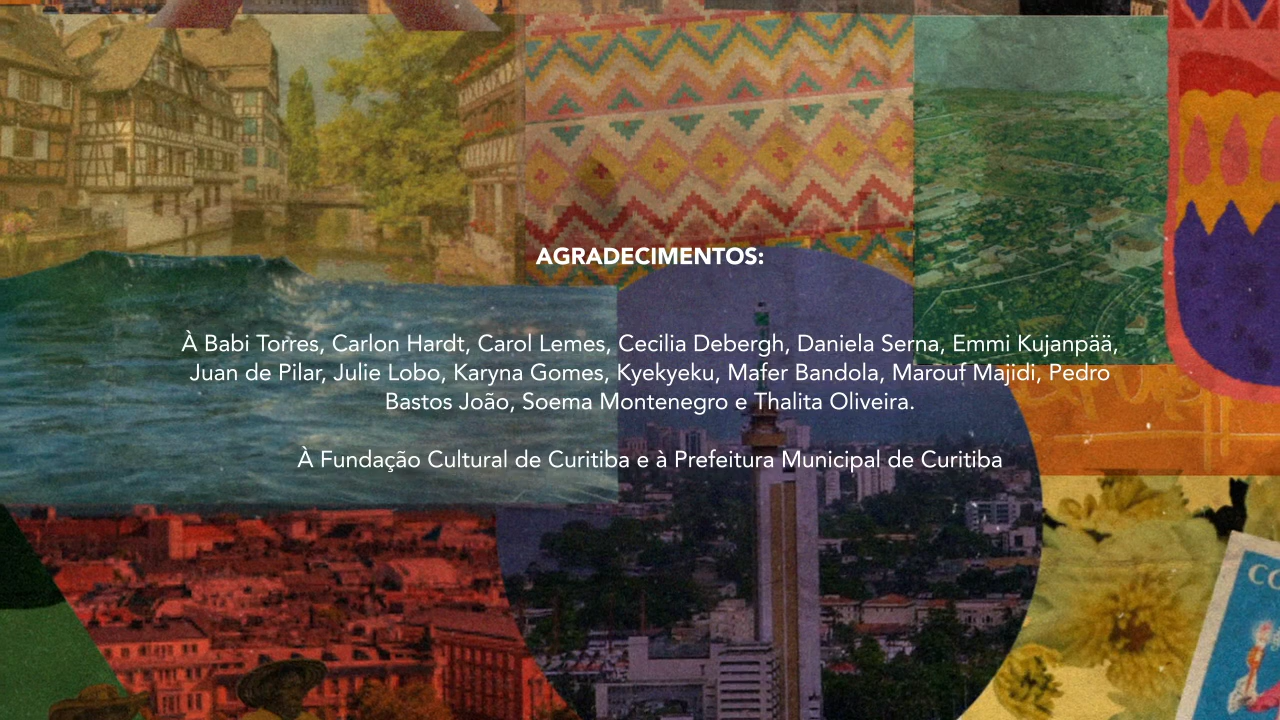 AGRADECIMENTOS:
À Babi Torres, Carlon Hardt, Carol Lemes, Cecilia Debergh, Daniela Serna, Emmi Kujanpää,
Juan de Pilar, Julie Lobo, Karyna Gomes, Kyekyeku, Mafer Bandola, Marouf Majidi, Pedro
Bastos João, Soema Montenegro e Thalita Oliveira.
À Fundação Cultural de Curitiba e à Prefeitura Municipal de Curitiba